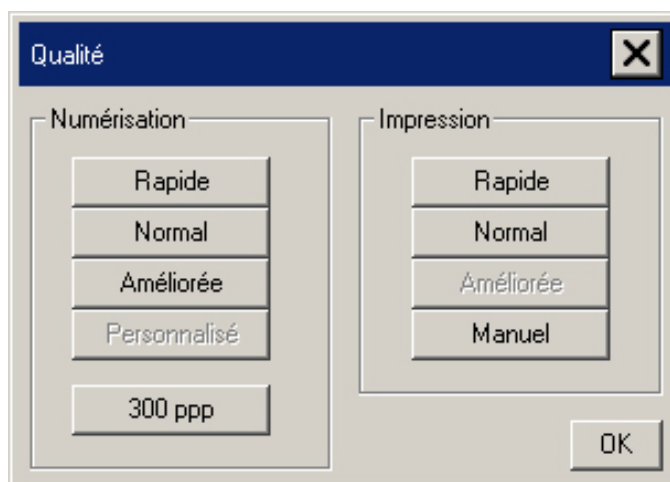 Qualité
Numérisation
Rapide
Normal
Améliorée
Personnalisé
300 ppp
Impression
Rapide
Normal
Améliorée
Manuel
OK